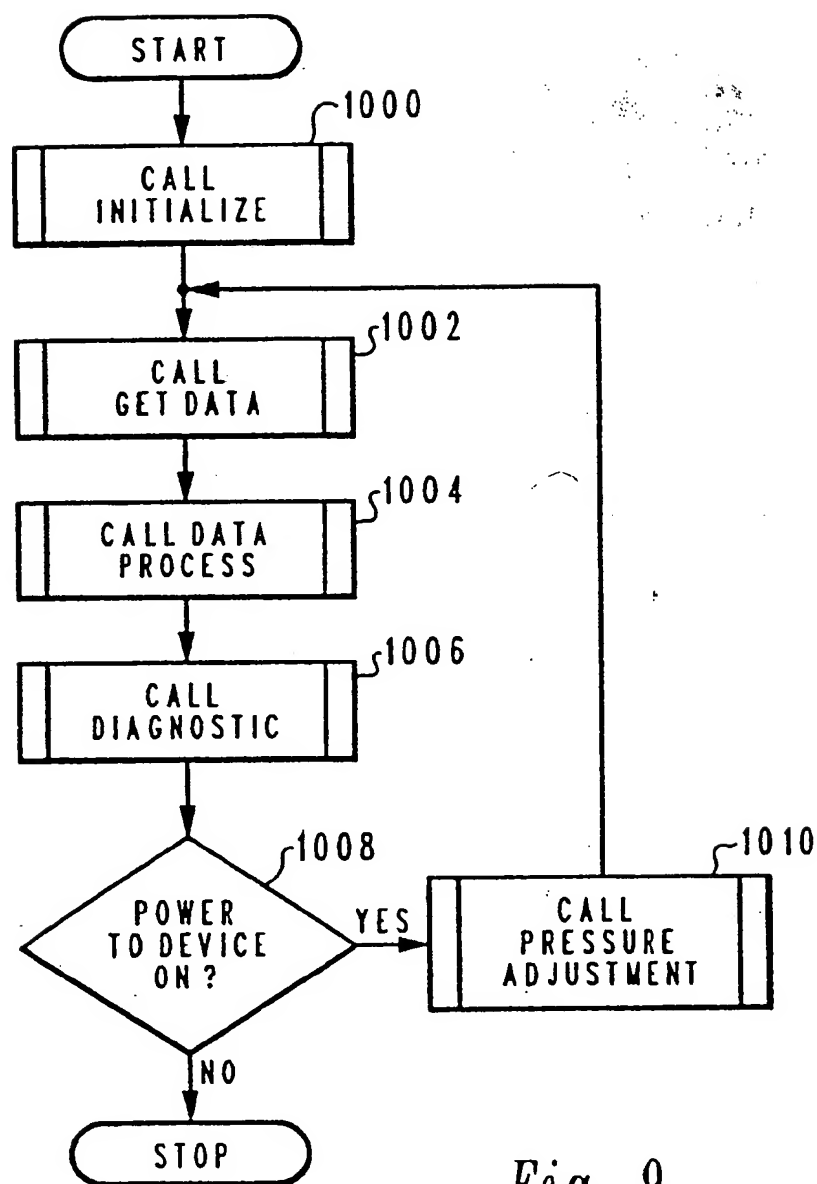 START
1000
CALL
INITIALIZE
1002
CALL
GET DATA
1004
CALL DATA
PROCESS
1006
CALL
DIAGNOSTIC
1008
POWER
TO DEVICE
ON?
YES
1010
CALL
PRESSURE
ADJUSTMENT
NO
STOP
Fig. 9